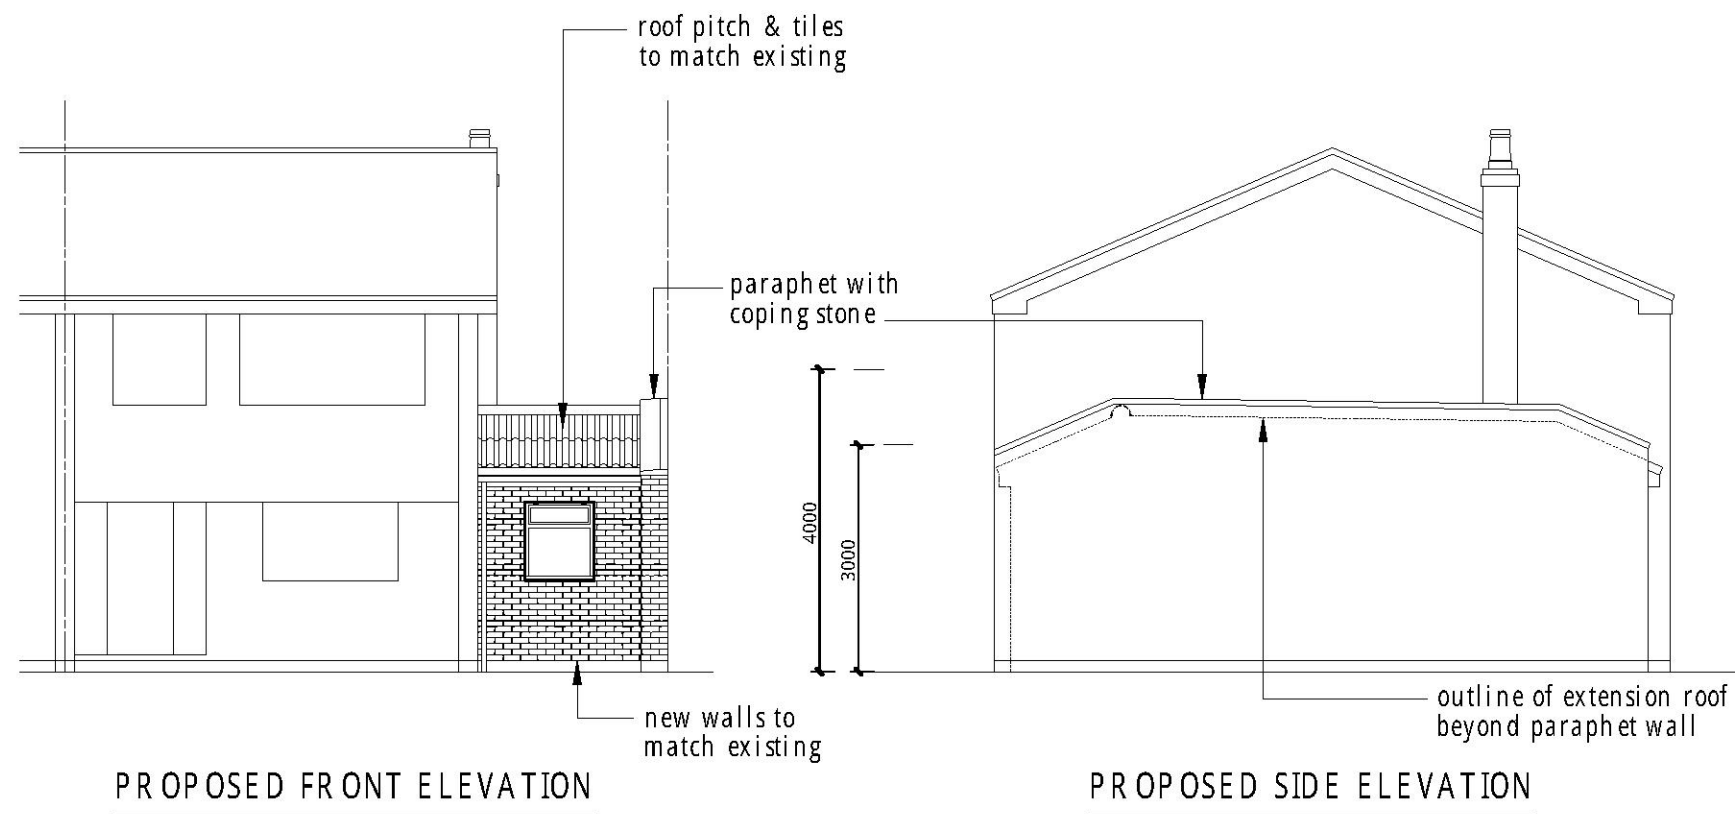 roof pitch & tiles
to match existing
paraphet with
coping stone
4000
3000
outline of extension roof
beyond paraphet wall
new walls to
match existing
PROPOSED FRONT ELEVATION
PROPOSED SIDE ELEVATION